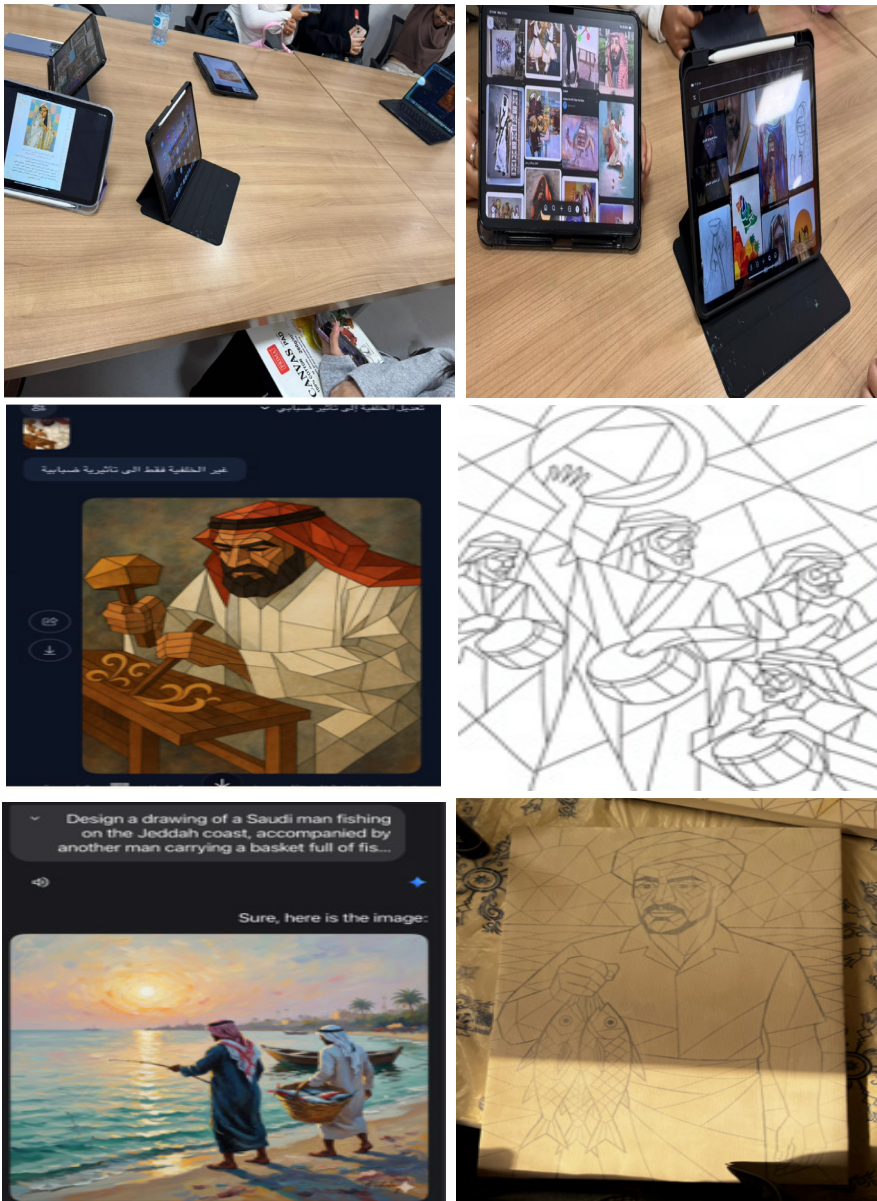 CANVAS PAD
تعديل الخلفية إلى تأثير ضبابي
غير الخلفية فقط الى تأثيرية ضبابية
Design a drawing of a Saudi man fishing
on the Jeddah coast, accompanied by
another man carrying a basket full of fis...
Sure, here is the image: